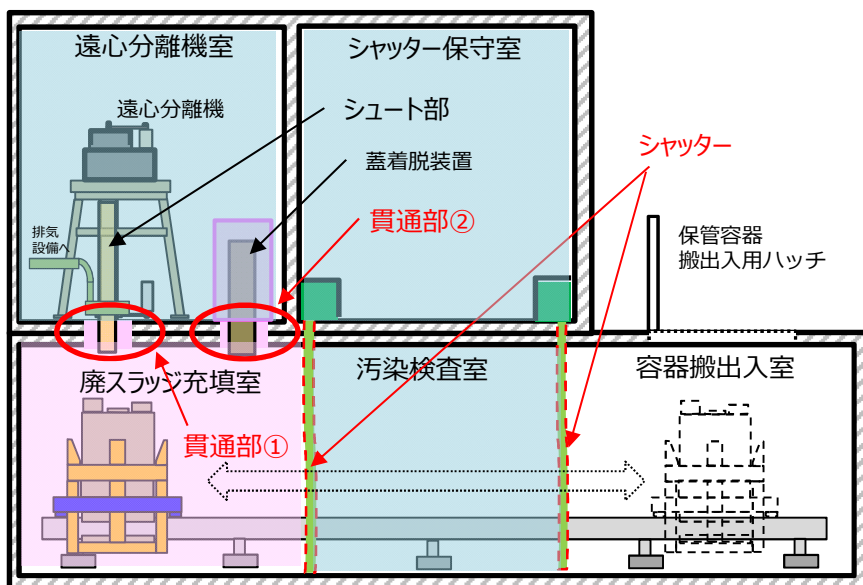 遠心分離機室
シャッター保守室
遠心分離機
シュート部
シャッター
蓋着脱装置
貫通部②
排気
設備へ
保管容器
搬出入用ハッチ
廃スラッジ充填室
汚染検査室
容器搬出入室
貫通部①